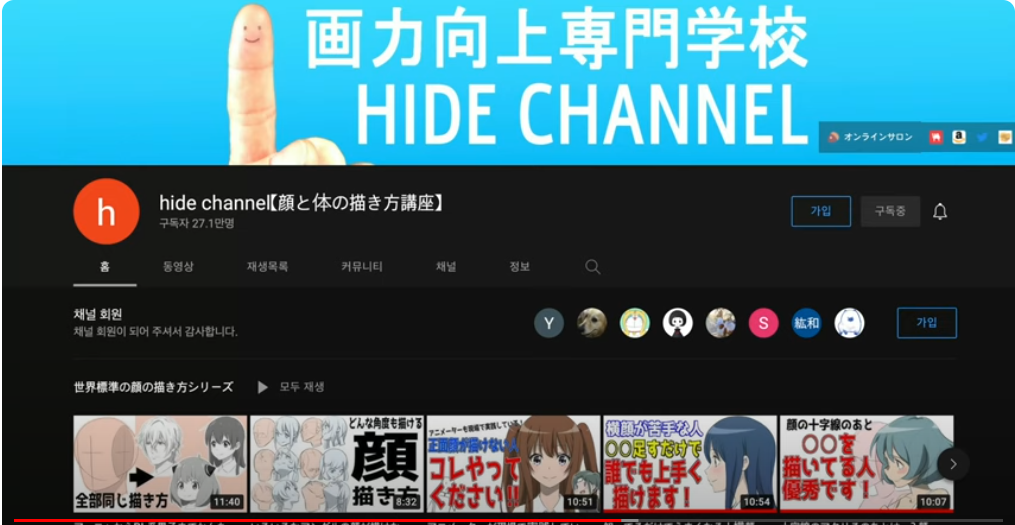 画力向上専門学校
HIDE CHANNEL
オンラインサロン
h
hide channel【顔と体の描き方講座】
구독자 27.1만명
가입
구독중
홈 동영상 재생목록 커뮤니티 채널 정보
채널 회원
채널 회원이 되어 주셔서 감사합니다.
Y
S
紘和
가입
世界標準の顔の描き方シリーズ
모두 재생
全部同じ描き方
11:40
どんな角度も描ける
顔
描き方
8:32
アニメーターも現場で実践している!
正面顔が描けない人
コレやって
ください!!
10:51
横顔が苦手な人
〇〇足すだけで
誰でも上手く
描けます!
10:54
顔の十字線のあと
〇〇を
描いてる人
優秀です!
10:07